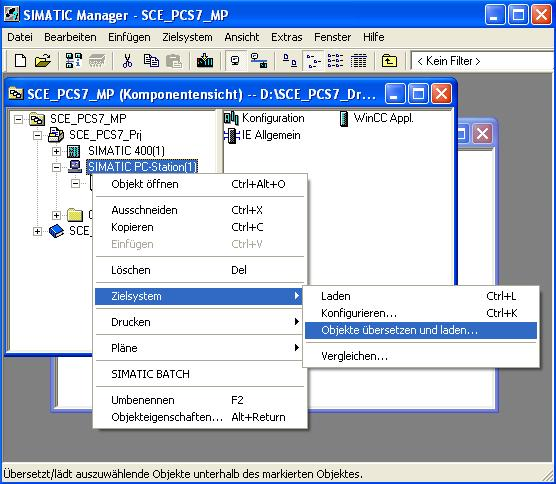 SIMATIC Manager - SCE_PCS7_MP
Datei Bearbeiten Einfügen Zielsystem Ansicht Extras Fenster Hilfe
< Kein Filter >
SCE_PCS7_MP (Komponentensicht) -- D:\SCE_PCS7_Dr...
SCE_PCS7_MP
SCE_PCS7_Prj
SIMATIC 400(1)
SIMATIC PC-Station(1)
SCE_
Konfiguration
WinCC Appl.
IE Allgemein
Objekt öffnen Ctrl+Alt+O
Ausschneiden Ctrl+X
Kopieren Ctrl+C
Einfügen Ctrl+V
Löschen Del
Zielsystem
Drucken
Pläne
SIMATIC BATCH
Umbenennen F2
Objekteigenschaften... Alt+Return
Laden Ctrl+L
Konfigurieren... Ctrl+K
Objekte übersetzen und laden...
Vergleichen...
Übersetzt/lädt auszuwählende Objekte unterhalb des markierten Objektes.